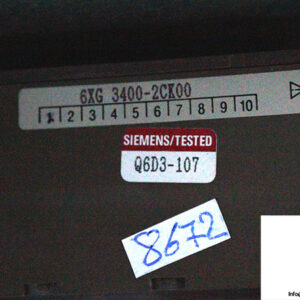 6XG 3400-2CK00
1 2 3 4 5 6 7 8 9 10
SIEMENS/TESTED
Q6D3-107
8672